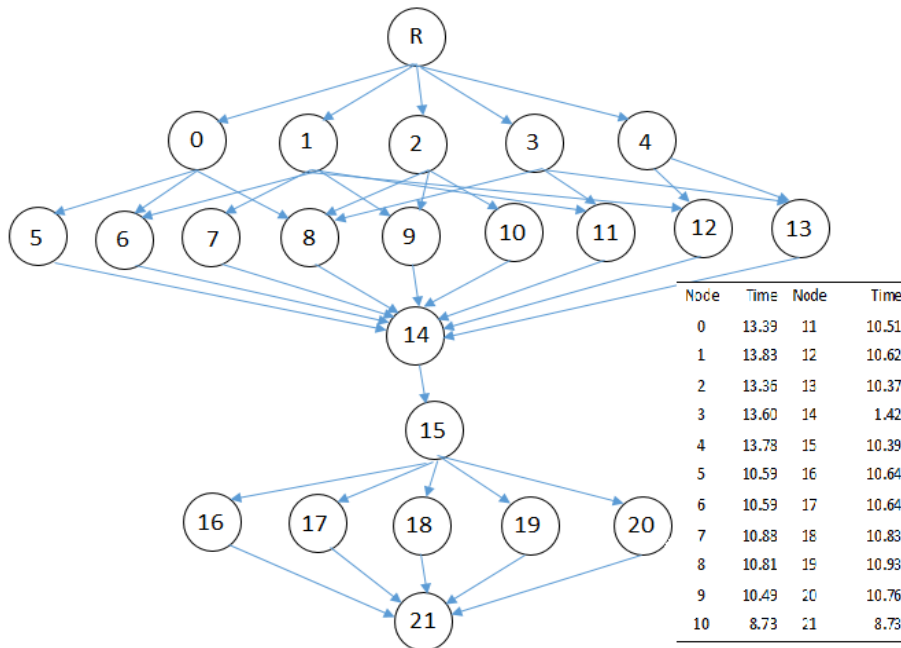 R
0 1 2 3 4
5 6 7 8 9 10 11 12 13
14
15
16 17 18 19 20
21
Node Time Node Time
0 13.39 11 10.51
1 13.83 12 10.62
2 13.36 13 10.37
3 13.60 14 1.42
4 13.78 15 10.39
5 10.59 16 10.64
6 10.59 17 10.64
7 10.88 18 10.83
8 10.81 19 10.93
9 10.49 20 10.76
10 8.73 21 8.73